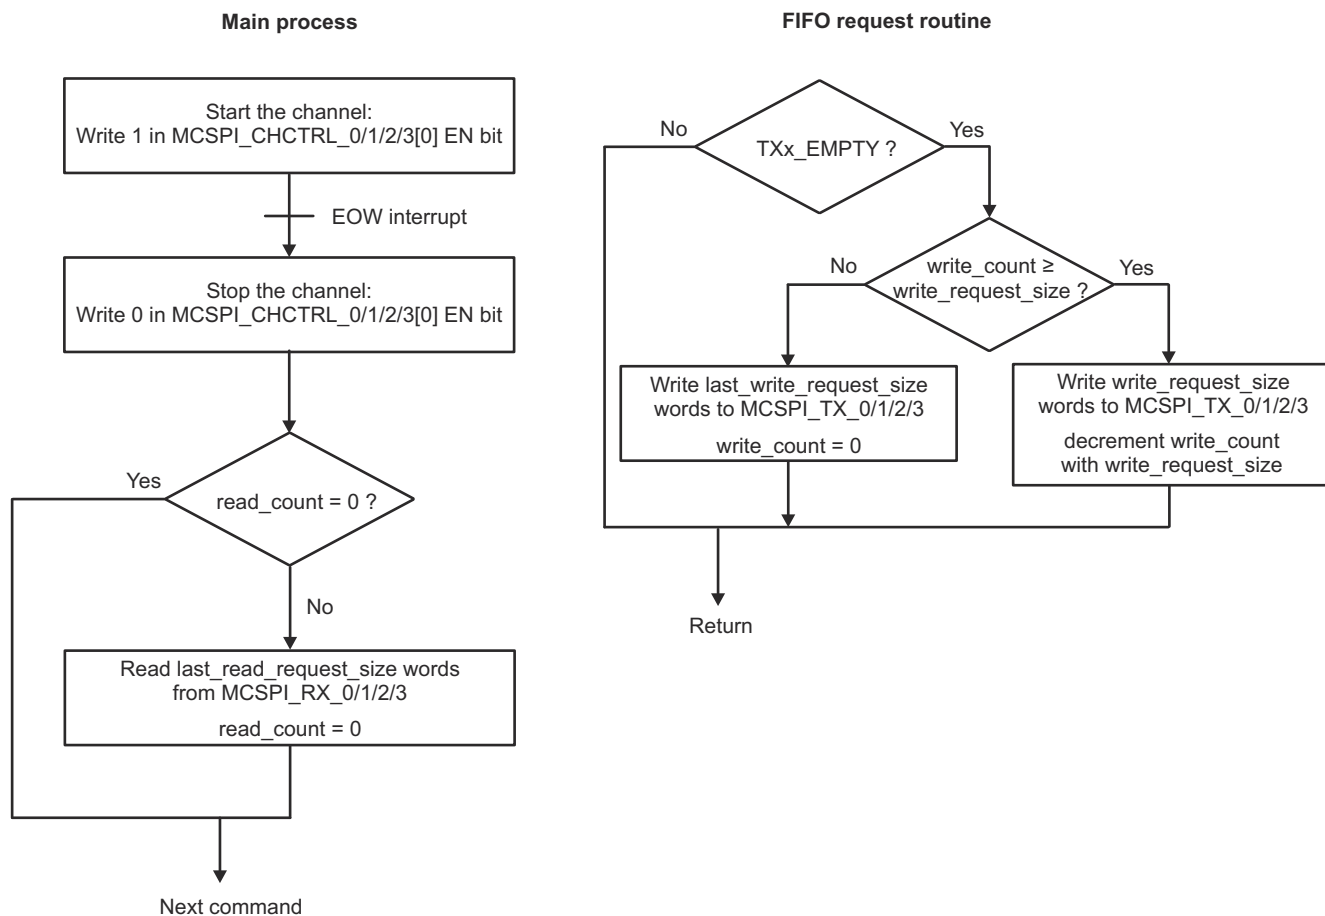 Main process
Start the channel:
Write 1 in MCSPI_CHCTRL_0/1/2/3[0] EN bit
EOW interrupt
Stop the channel:
Write 0 in MCSPI_CHCTRL_0/1/2/3[0] EN bit
read_count = 0 ?
Yes
No
Read last_read_request_size words
from MCSPI_RX_0/1/2/3
read_count = 0
Next command
FIFO request routine
TXx_EMPTY ?
No
Yes
write_count ≥
write_request_size ?
No
Yes
Write last_write_request_size
words to MCSPI_TX_0/1/2/3
write_count = 0
Write write_request_size
words to MCSPI_TX_0/1/2/3
decrement write_count
with write_request_size
Return